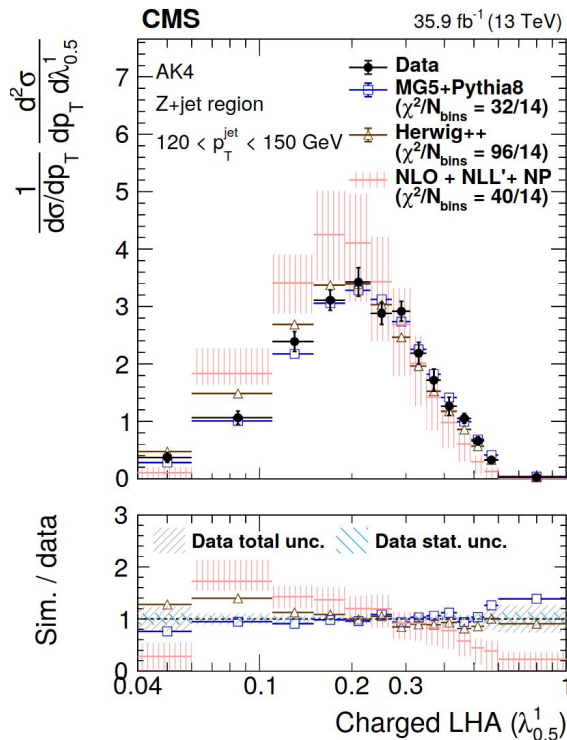 CMS 35.9 fb⁻¹ (13 TeV)
1/(dσ/dp_T) d²σ/(dp_T dλ¹_0.5)
7
6
5
4
3
2
1
0
AK4
Z+jet region
120 < p_T^jet < 150 GeV
Data
MG5+Pythia8
(χ²/N_bins = 32/14)
Herwig++
(χ²/N_bins = 96/14)
NLO + NLL'+ NP
(χ²/N_bins = 40/14)
Sim. / data
3
2
1
0
Data total unc. Data stat. unc.
0.04 0.1 0.2 0.3 1
Charged LHA (λ¹_0.5)